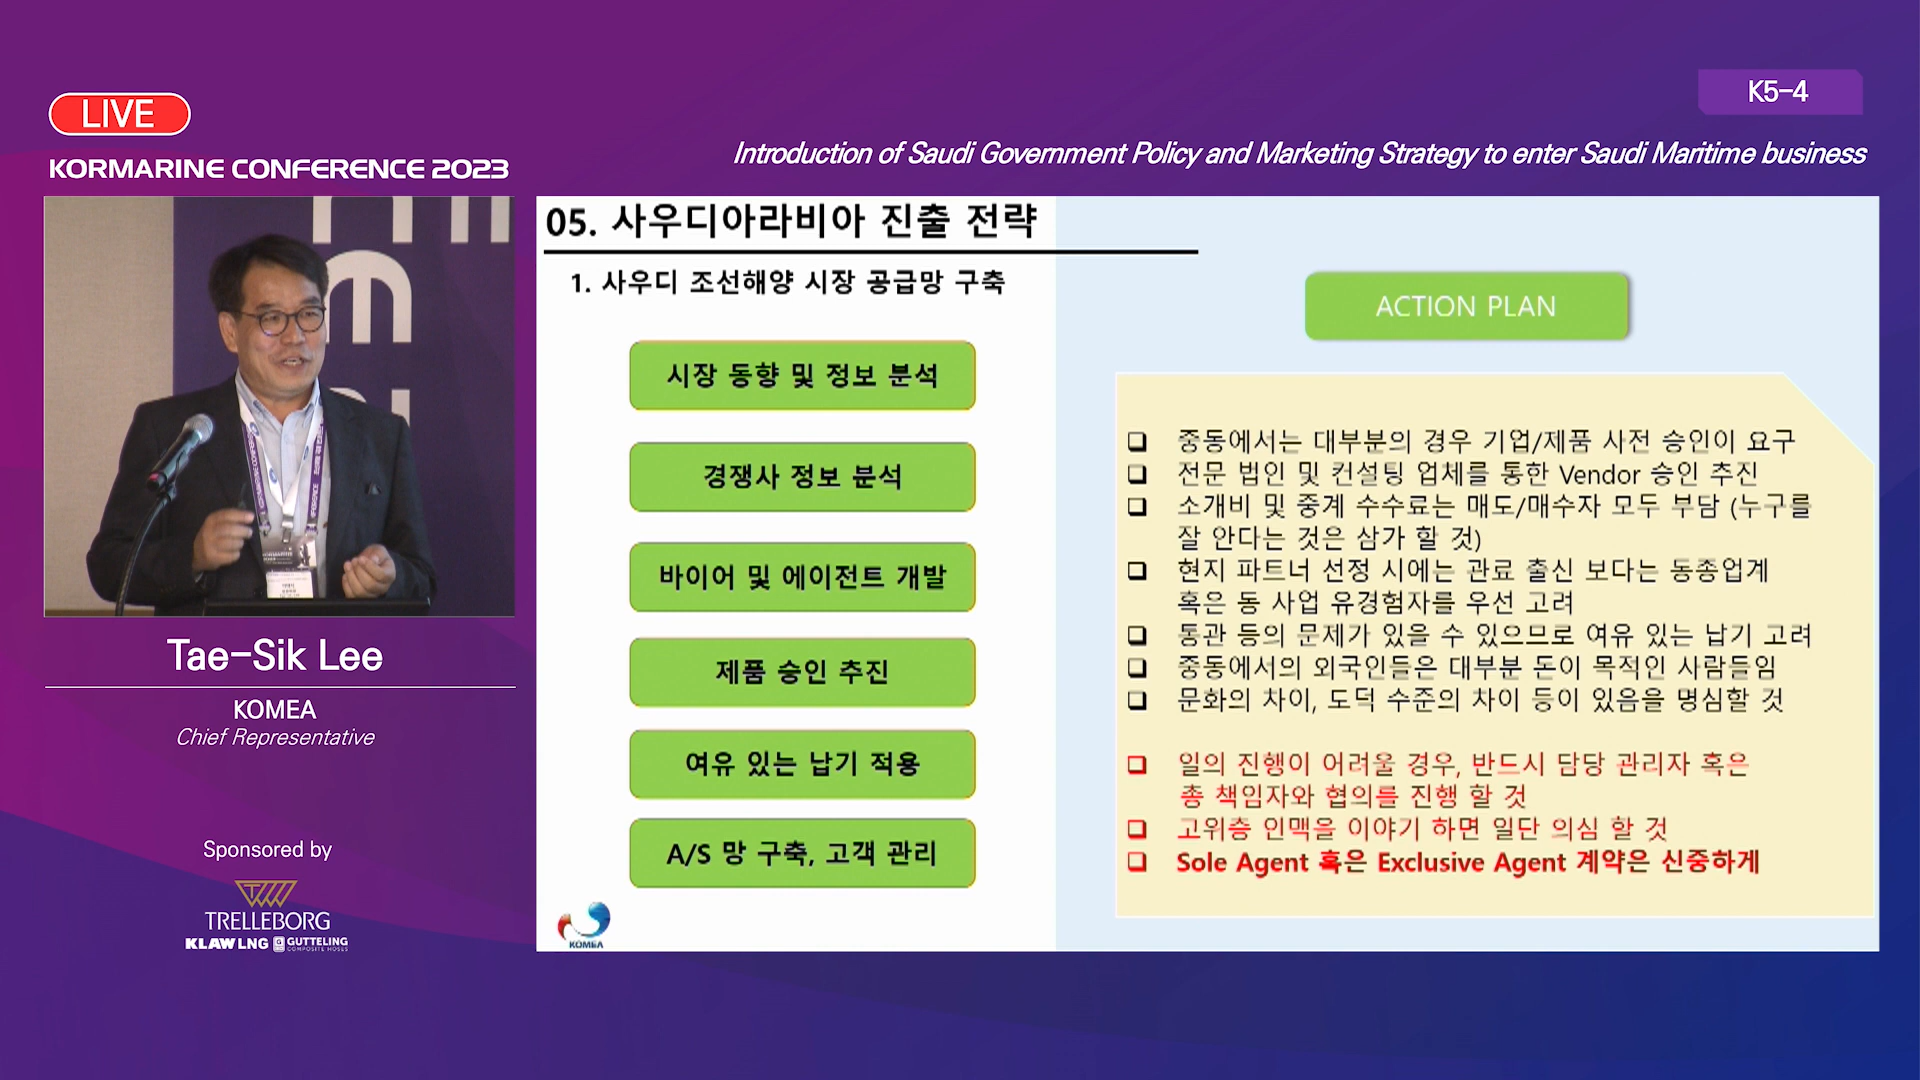 LIVE
KORMARINE CONFERENCE 2023
K5-4
Introduction of Saudi Government Policy and Marketing Strategy to enter Saudi Maritime business
Tae-Sik Lee
KOMEA
Chief Representative
Sponsored by
TRELLEBORG
KLAW LNG GUTTELING
COMPOSITE HOSES
05. 사우디아라비아 진출 전략
1. 사우디 조선해양 시장 공급망 구축
시장 동향 및 정보 분석
경쟁사 정보 분석
바이어 및 에이전트 개발
제품 승인 추진
여유 있는 납기 적용
A/S 망 구축, 고객 관리
KOMEA
ACTION PLAN
❑ 중동에서는 대부분의 경우 기업/제품 사전 승인이 요구
❑ 전문 법인 및 컨설팅 업체를 통한 Vendor 승인 추진
❑ 소개비 및 중계 수수료는 매도/매수자 모두 부담 (누구를
잘 안다는 것은 삼가 할 것)
❑ 현지 파트너 선정 시에는 관료 출신 보다는 동종업계
혹은 동 사업 유경험자를 우선 고려
❑ 통관 등의 문제가 있을 수 있으므로 여유 있는 납기 고려
❑ 중동에서의 외국인들은 대부분 돈이 목적인 사람들임
❑ 문화의 차이, 도덕 수준의 차이 등이 있음을 명심할 것
❑ 일의 진행이 어려울 경우, 반드시 담당 관리자 혹은
총 책임자와 협의를 진행 할 것
❑ 고위층 인맥을 이야기 하면 일단 의심 할 것
❑ Sole Agent 혹은 Exclusive Agent 계약은 신중하게